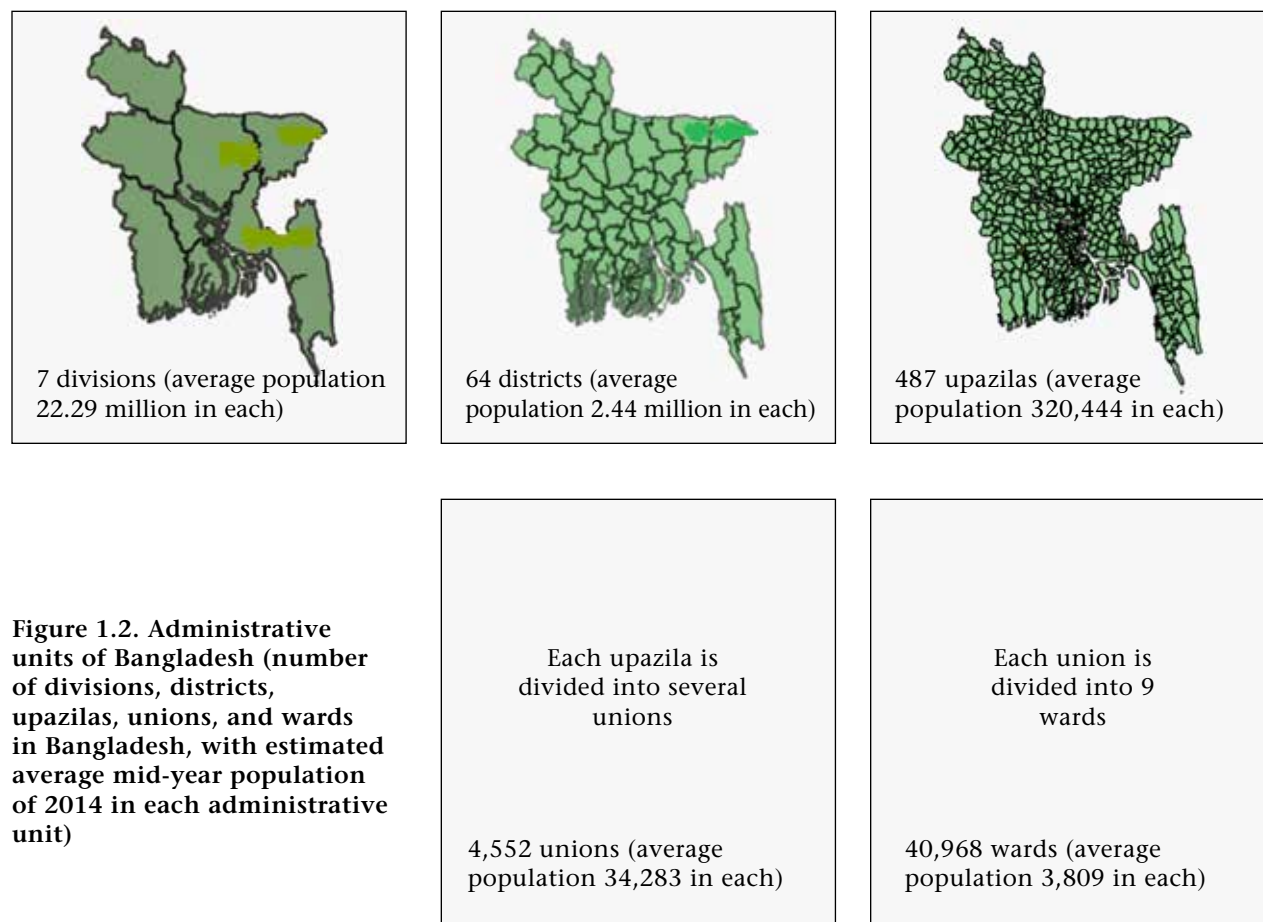 7 divisions (average population
22.29 million in each)
64 districts (average
population 2.44 million in each)
487 upazilas (average
population 320,444 in each)
Figure 1.2. Administrative
units of Bangladesh (number
of divisions, districts,
upazilas, unions, and wards
in Bangladesh, with estimated
average mid-year population
of 2014 in each administrative
unit)
Each upazila is
divided into several
unions
4,552 unions (average
population 34,283 in each)
Each union is
divided into 9
wards
40,968 wards (average
population 3,809 in each)